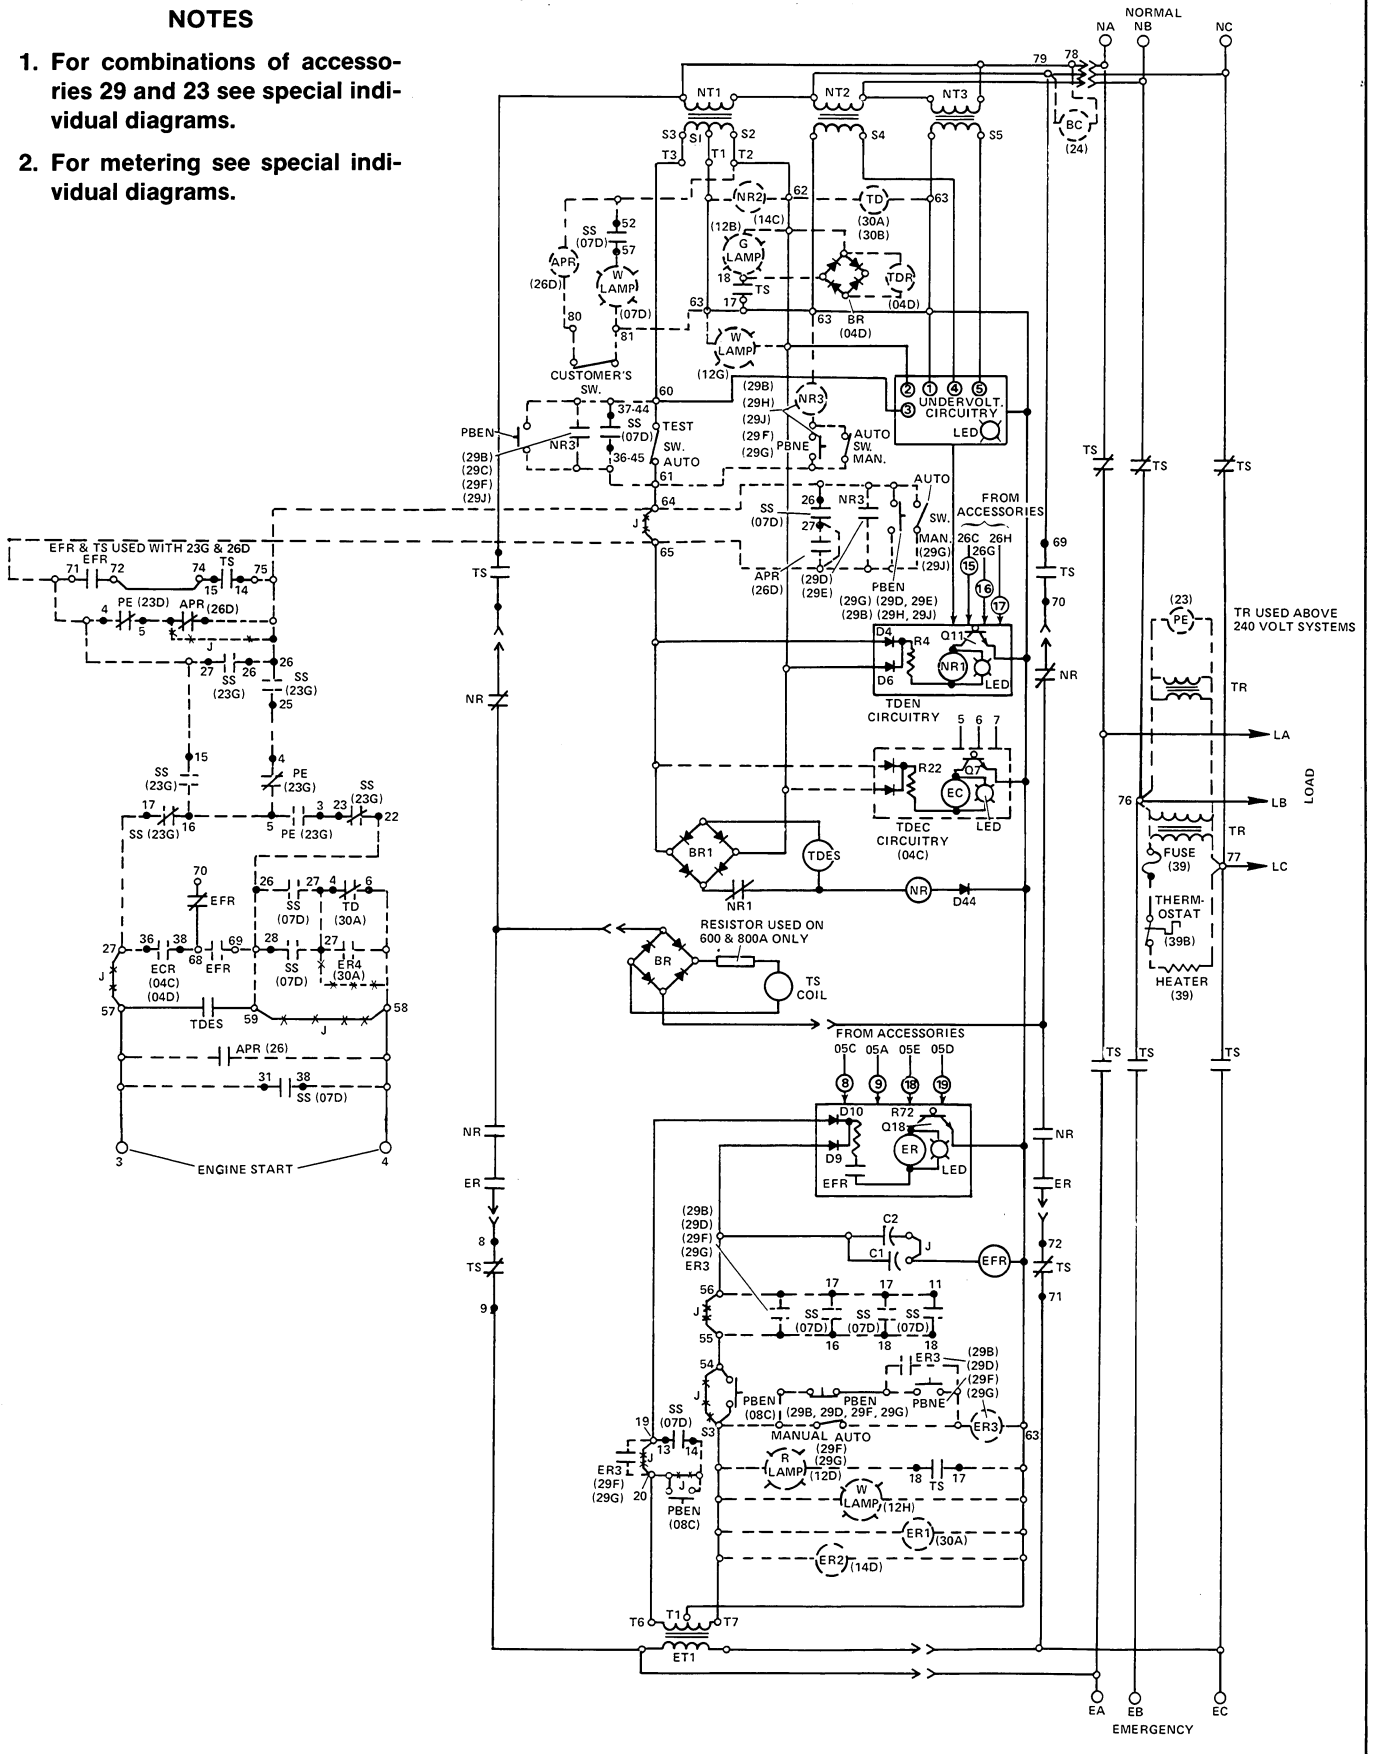 NOTES
1. For combinations of accesso-
ries 29 and 23 see special indi-
vidual diagrams.
2. For metering see special indi-
vidual diagrams.
NORMAL
NA NB NC
79 78
NT1 NT2 NT3
BC
(24)
S3 S1 S2 S4 S5
T3 T1 T2
NR2 62 TD 63
(14C) (30A)
(30B)
52
SS
(07D)
57
(12B)
G
LAMP
APR
(26D)
W
LAMP
(07D)
18 TS
17
TDR
(04D)
63 63 BR
(04D)
80 81
W
LAMP
(12G)
CUSTOMER'S
SW.
60
2 1 4 5
UNDERVOLT.
3 CIRCUITRY
LED
(29B)
(29H)
(29J)
(29F)
(29G)
NR3
PBNE
AUTO
SW.
MAN.
37-44
SS
(07D)
36-45
TEST
SW.
AUTO
PBEN
NR3
(29B)
(29C)
(29F)
(29J)
61
64
J
65
26
SS
(07D)
27
NR3
AUTO
SW.
MAN.
(29G)
(29J)
FROM
ACCESSORIES
26C 26H
26G
15
16
17
69
TS
70
APR
(26D)
(29D)
(29E)
PBEN
(29G) (29D, 29E)
(29B) (29H, 29J)
TS TS TS
EFR & TS USED WITH 23G & 26D
EFR TS
71 72 74 15 14 75
PE (23D) APR (26D)
4 5
J
27 26 26
SS
(23G)
SS
(23G)
25
15
SS
(23G)
4
PE
(23G)
SS
(23G)
17 3 23
SS (23G) 16 5 PE (23G) 22
TS
NR
D4 R4 Q11
NR1
D6 LED
TDEN
CIRCUITRY
NR
5 6 7
R22 Q7
EC
TDEC
CIRCUITRY
(04C)
LED
BR1
TDES
NR1
NR D44
(23)
PE
TR USED ABOVE
240 VOLT SYSTEMS
TR
LA
LOAD
76 LB
TR
FUSE
(39)
77 LC
THERM-
OSTAT
(39B)
HEATER
(39)
70
EFR
26 27 4 6
SS
(07D)
TD
(30A)
27 36 38 68 69 28 27
ECR
(04C)
(04D)
EFR
SS
(07D)
ER4
(30A)
J
57 TDES 59 J 58
APR (26)
31 38
SS (07D)
3 ENGINE START 4
RESISTOR USED ON
600 & 800A ONLY
BR
TS
COIL
TS TS TS
FROM ACCESSORIES
05C 05A 05E 05D
8 9 18 19
D10 R72
Q18
ER
D9 LED
EFR
NR NR
ER ER
8 72
TS TS
9 71
(29B)
(29D)
(29F)
(29G)
ER3
C2
C1 J
EFR
56 17 17 11
J SS
(07D)
SS
(07D)
SS
(07D)
55 16 18 18
54
ER3 (29B)
(29D)
(29F)
(29G)
J PBEN
(08C)
PBEN
(29B, 29D, 29F, 29G)
PBNE
53 MANUAL AUTO
(29F)
(29G)
ER3
63
SS
(07D)
19 13 14
ER3
(29F)
(29G)
J J
20
PBEN
(08C)
R
LAMP
(12D)
18 TS 17
W
LAMP
(12H)
ER1
(30A)
ER2
(14D)
T6 T1 T7
ET1
EA EB EC
EMERGENCY